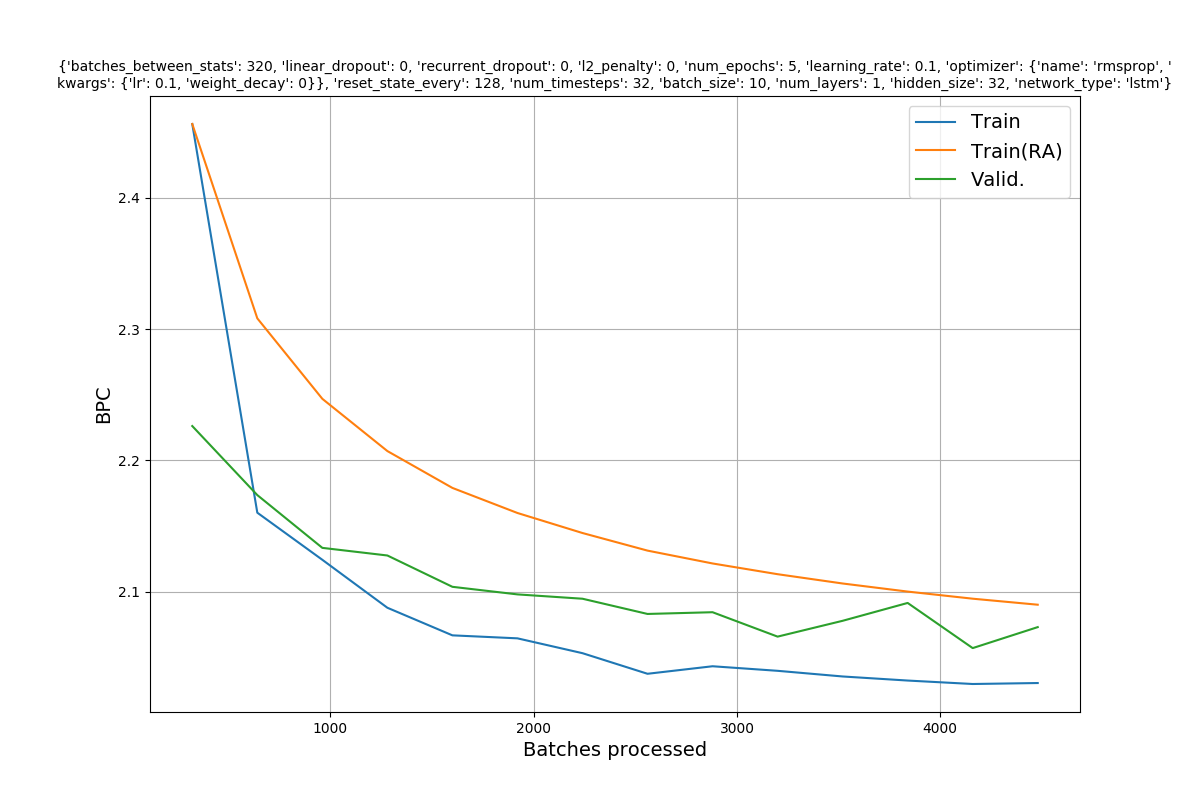 {'batches_between_stats': 320, 'linear_dropout': 0, 'recurrent_dropout': 0, 'l2_penalty': 0, 'num_epochs': 5, 'learning_rate': 0.1, 'optimizer': {'name': 'rmsprop', '
kwargs': {'lr': 0.1, 'weight_decay': 0}}, 'reset_state_every': 128, 'num_timesteps': 32, 'batch_size': 10, 'num_layers': 1, 'hidden_size': 32, 'network_type': 'lstm'}
Train
Train(RA)
Valid.
2.4
2.3
2.2
2.1
BPC
1000
2000
3000
4000
Batches processed